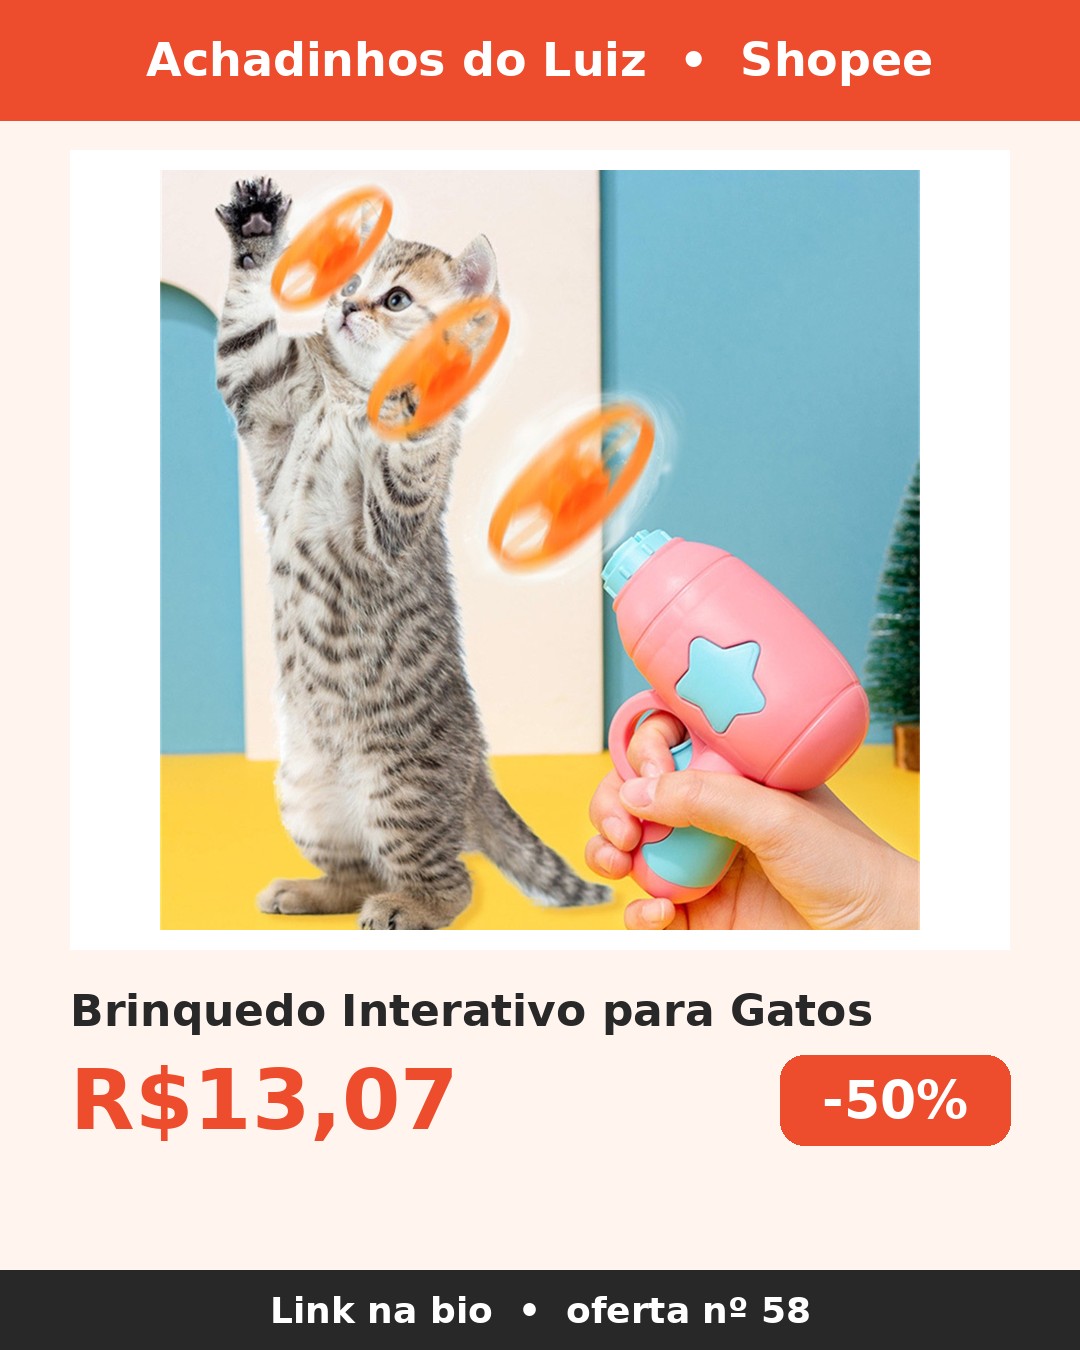 Achadinhos do Luiz • Shopee
Brinquedo Interativo para Gatos
R$13,07
-50%
Link na bio • oferta nº 58